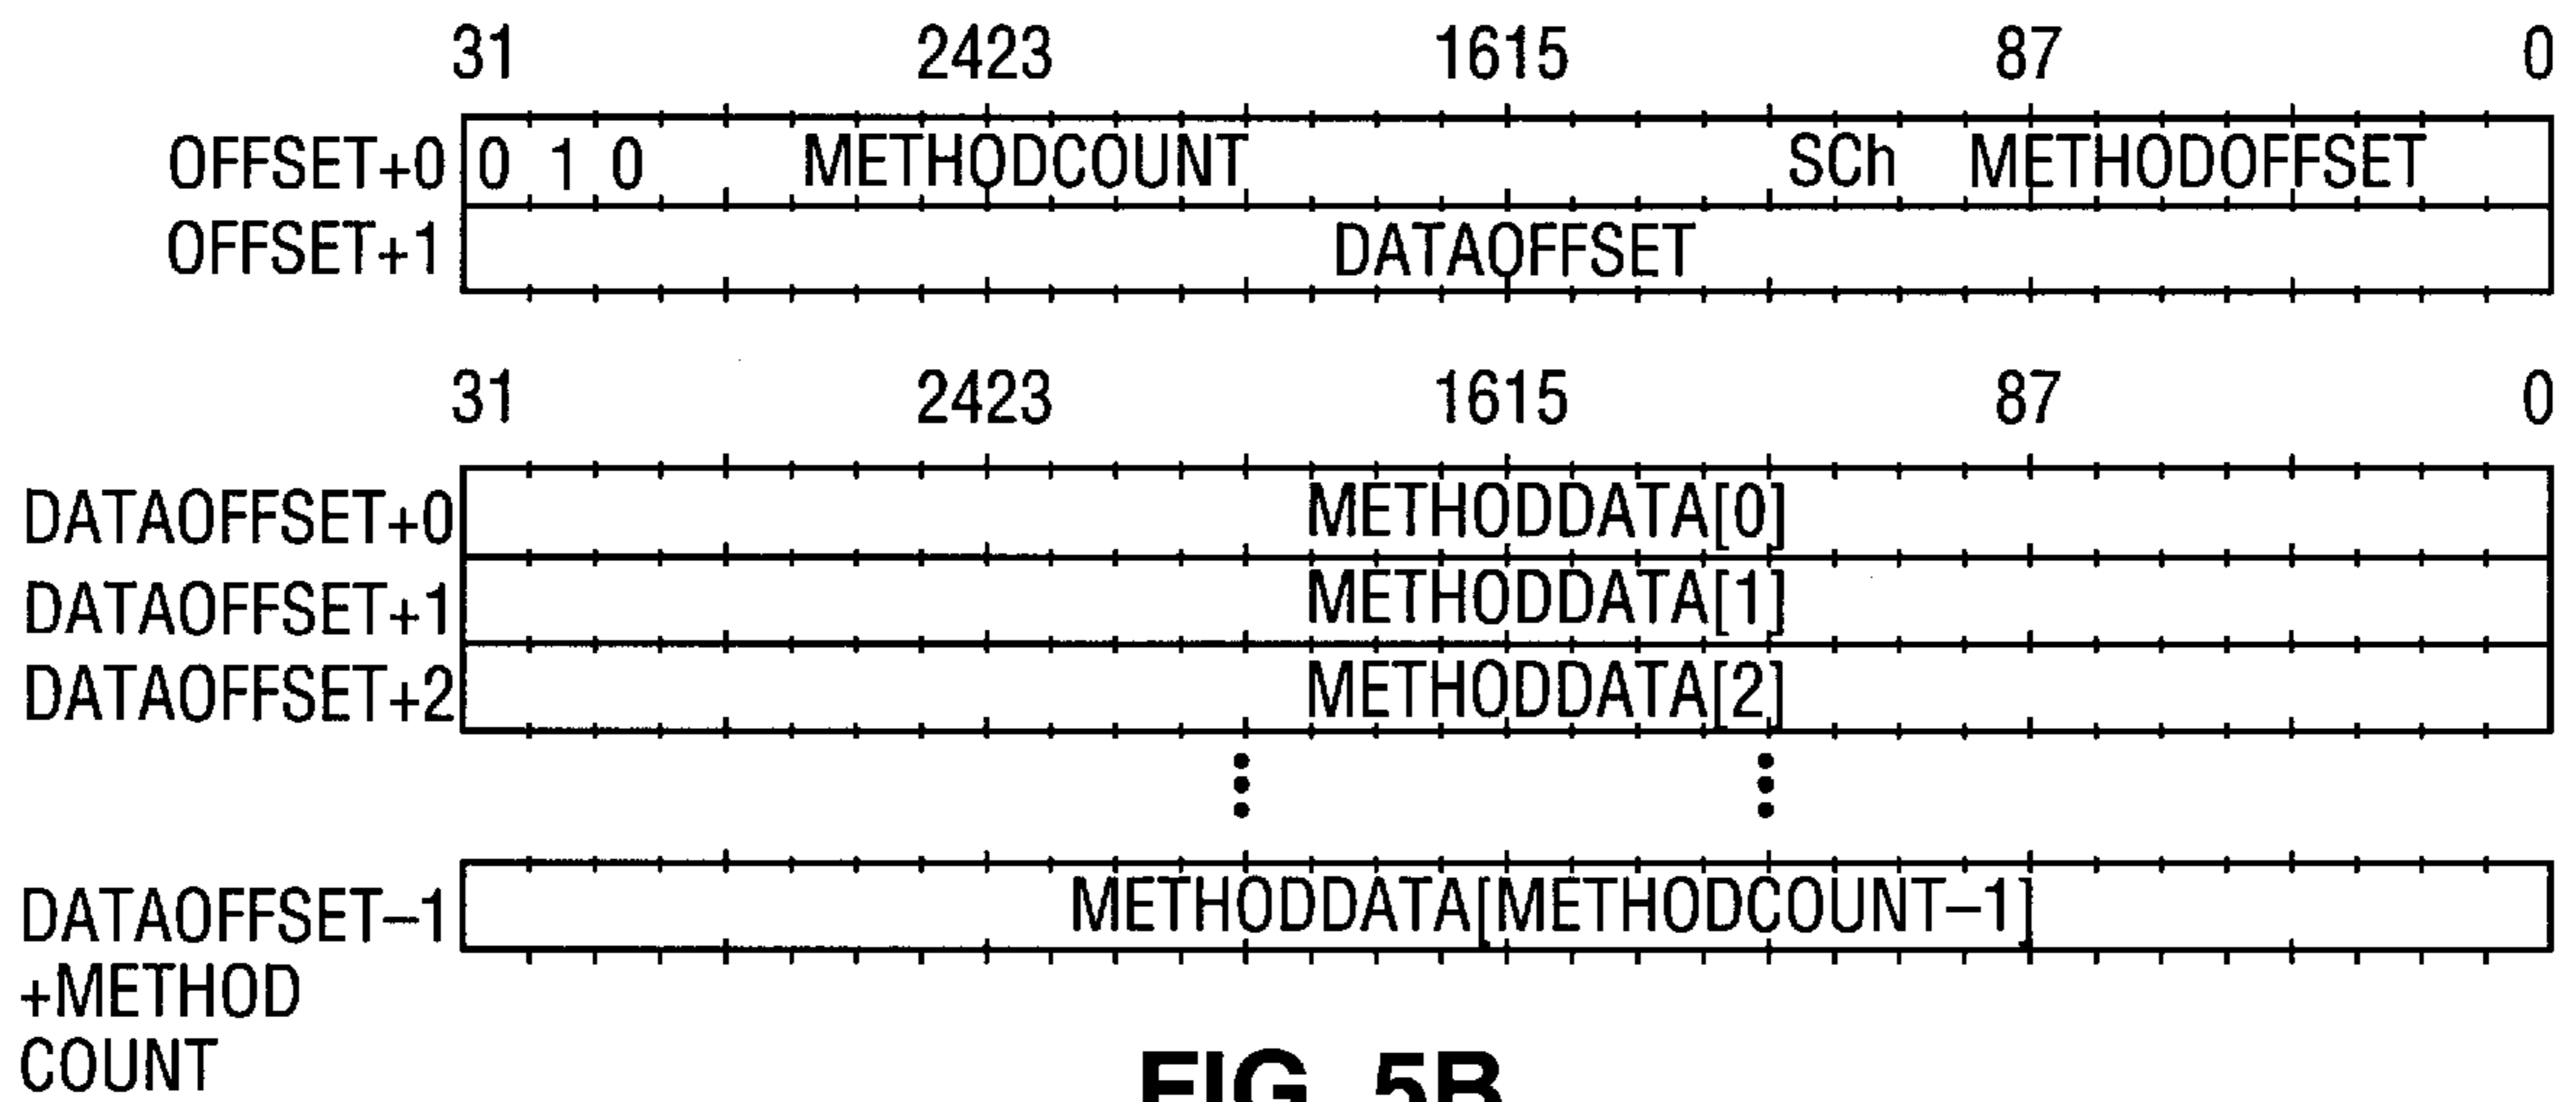 31 2423 1615 87 0
OFFSET+0 0 1 0 METHODCOUNT SCh METHODOFFSET
OFFSET+1 DATAOFFSET
31 2423 1615 87 0
DATAOFFSET+0 METHODDATA[0]
DATAOFFSET+1 METHODDATA[1]
DATAOFFSET+2 METHODDATA[2]
DATAOFFSET–1 METHODDATA[METHODCOUNT–1]
+METHOD
COUNT
FIG. 5B